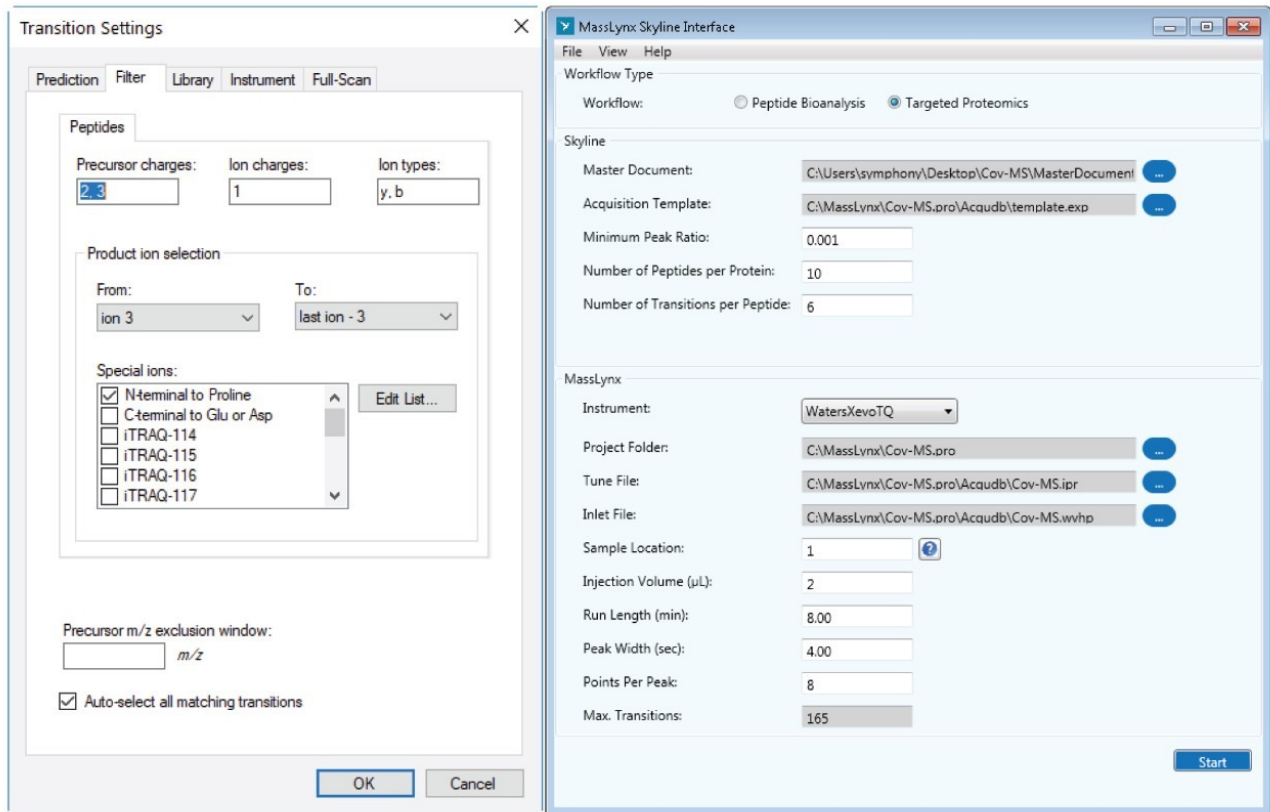 Transition Settings
Prediction Filter Library Instrument Full-Scan
Peptides
Precursor charges: Ion charges: Ion types:
2, 3 1 y, b
Product ion selection
From: To:
ion 3 last ion - 3
Special ions:
N-terminal to Proline
C-terminal to Glu or Asp
iTRAQ-114
iTRAQ-115
iTRAQ-116
iTRAQ-117
Edit List...
Precursor m/z exclusion window:
m/z
Auto-select all matching transitions
OK Cancel
MassLynx Skyline Interface
File View Help
Workflow Type
Workflow: Peptide Bioanalysis Targeted Proteomics
Skyline
Master Document: C:\Users\symphony\Desktop\Cov-MS\MasterDocument ...
Acquisition Template: C:\MassLynx\Cov-MS.pro\Acqudb\template.exp ...
Minimum Peak Ratio: 0.001
Number of Peptides per Protein: 10
Number of Transitions per Peptide: 6
MassLynx
Instrument: WatersXevoTQ
Project Folder: C:\MassLynx\Cov-MS.pro ...
Tune File: C:\MassLynx\Cov-MS.pro\Acqudb\Cov-MS.ipr ...
Inlet File: C:\MassLynx\Cov-MS.pro\Acqudb\Cov-MS.wvhp ...
Sample Location: 1 ?
Injection Volume (µL): 2
Run Length (min): 8.00
Peak Width (sec): 4.00
Points Per Peak: 8
Max. Transitions: 165
Start